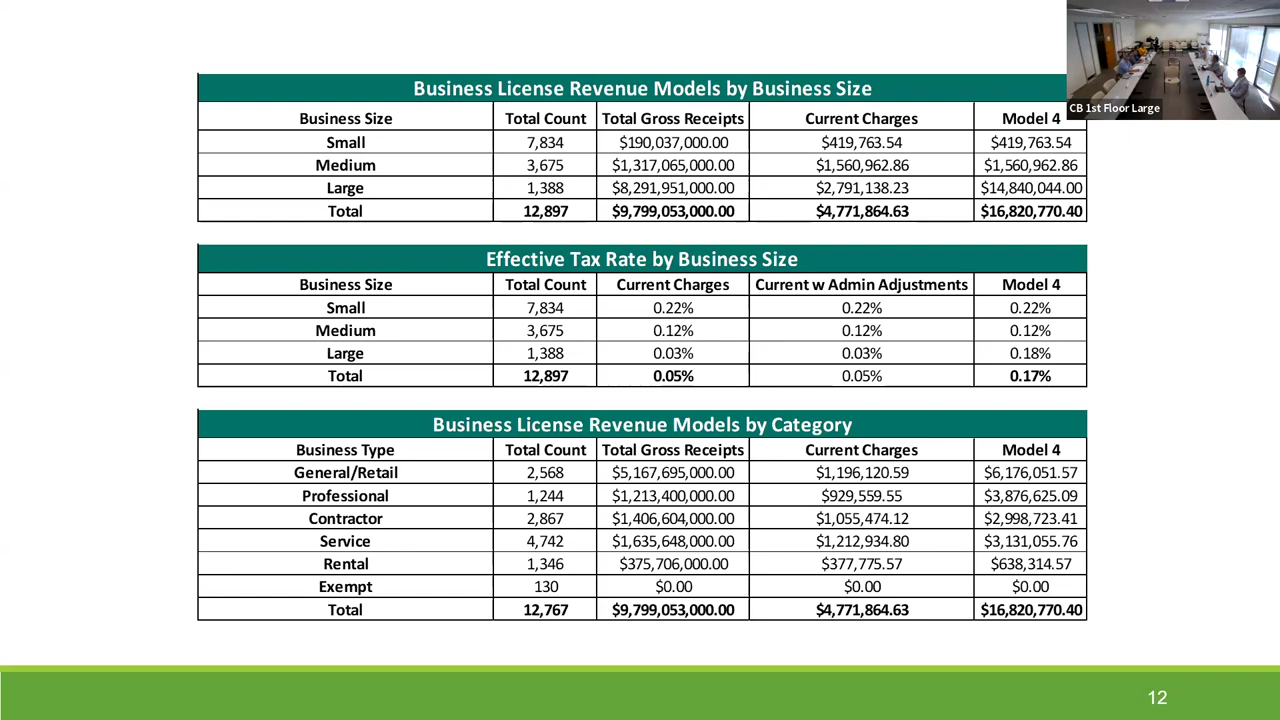 CB 1st Floor Large
Business License Revenue Models by Business Size
Business Size Total Count Total Gross Receipts Current Charges Model 4
Small 7,834 $190,037,000.00 $419,763.54 $419,763.54
Medium 3,675 $1,317,065,000.00 $1,560,962.86 $1,560,962.86
Large 1,388 $8,291,951,000.00 $2,791,138.23 $14,840,044.00
Total 12,897 $9,799,053,000.00 $4,771,864.63 $16,820,770.40
Effective Tax Rate by Business Size
Business Size Total Count Current Charges Current w Admin Adjustments Model 4
Small 7,834 0.22% 0.22% 0.22%
Medium 3,675 0.12% 0.12% 0.12%
Large 1,388 0.03% 0.03% 0.18%
Total 12,897 0.05% 0.05% 0.17%
Business License Revenue Models by Category
Business Type Total Count Total Gross Receipts Current Charges Model 4
General/Retail 2,568 $5,167,695,000.00 $1,196,120.59 $6,176,051.57
Professional 1,244 $1,213,400,000.00 $929,559.55 $3,876,625.09
Contractor 2,867 $1,406,604,000.00 $1,055,474.12 $2,998,723.41
Service 4,742 $1,635,648,000.00 $1,212,934.80 $3,131,055.76
Rental 1,346 $375,706,000.00 $377,775.57 $638,314.57
Exempt 130 $0.00 $0.00 $0.00
Total 12,767 $9,799,053,000.00 $4,771,864.63 $16,820,770.40
12